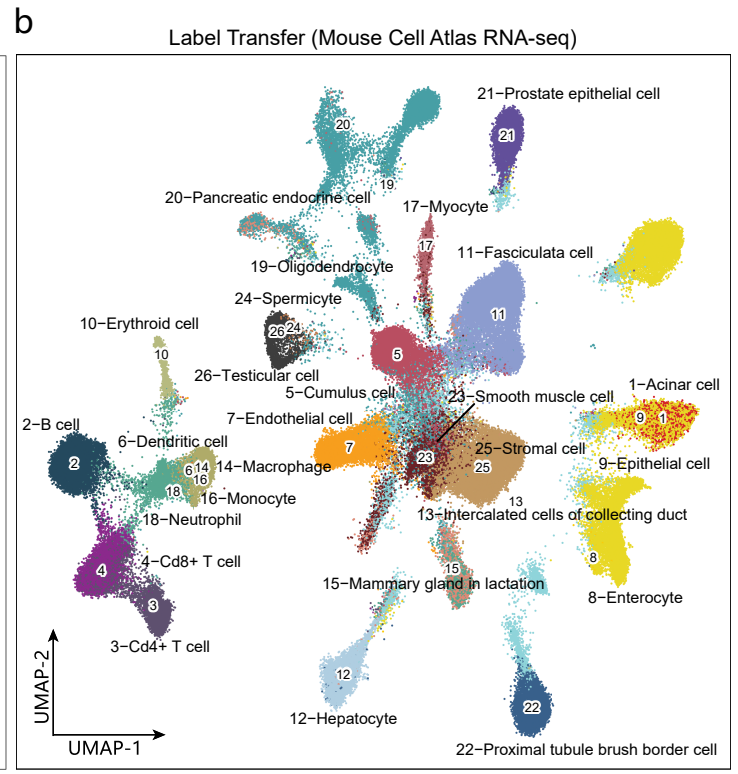 b
Label Transfer (Mouse Cell Atlas RNA-seq)
21−Prostate epithelial cell
20
21
19
20−Pancreatic endocrine cell
17−Myocyte
17
11−Fasciculata cell
19−Oligodendrocyte
24−Spermicyte
11
10−Erythroid cell
26 24
10
5
26−Testicular cell
5−Cumulus cell
23−Smooth muscle cell
1−Acinar cell
7−Endothelial cell
9 1
2−B cell
6−Dendritic cell
7
25−Stromal cell
2
6 14
14−Macrophage
23
25
9−Epithelial cell
16
18
16−Monocyte
13
18−Neutrophil
13−Intercalated cells of collecting duct
4−Cd8+ T cell
8
4
15
15−Mammary gland in lactation
8−Enterocyte
3
3−Cd4+ T cell
12
22
12−Hepatocyte
UMAP-2
UMAP-1
22−Proximal tubule brush border cell